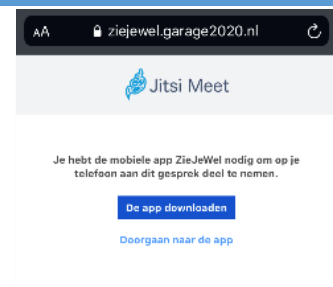 AA ziejewel.garage2020.nl
Jitsi Meet
Je hebt de mobiele app ZieJeWel nodig om op je
telefoon aan dit gesprek deel te nemen.
De app downloaden
Doorgaan naar de app